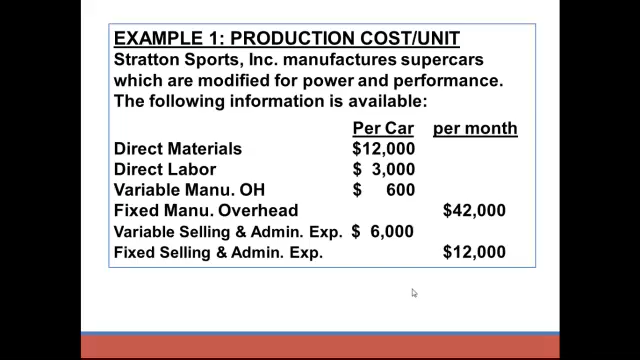 EXAMPLE 1: PRODUCTION COST/UNIT
Stratton Sports, Inc. manufactures supercars
which are modified for power and performance.
The following information is available:
Per Car per month
Direct Materials $12,000
Direct Labor $ 3,000
Variable Manu. OH $ 600
Fixed Manu. Overhead $42,000
Variable Selling & Admin. Exp. $ 6,000
Fixed Selling & Admin. Exp. $12,000